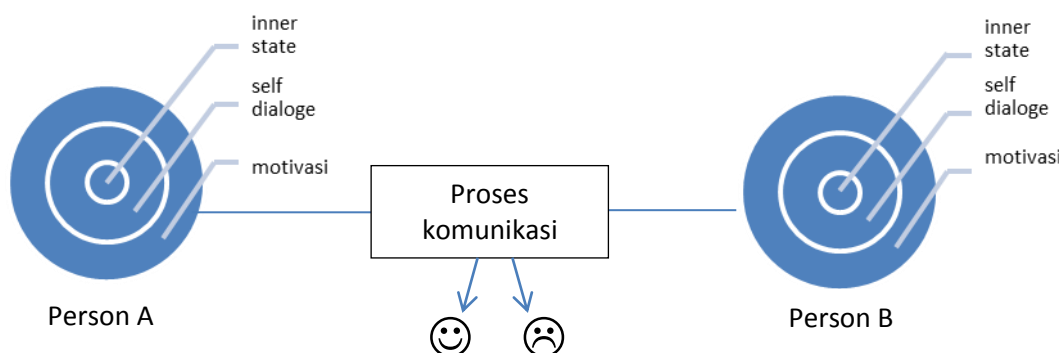 inner
state
self
dialoge
motivasi
Person A
Proses
komunikasi
inner
state
self
dialoge
motivasi
Person B